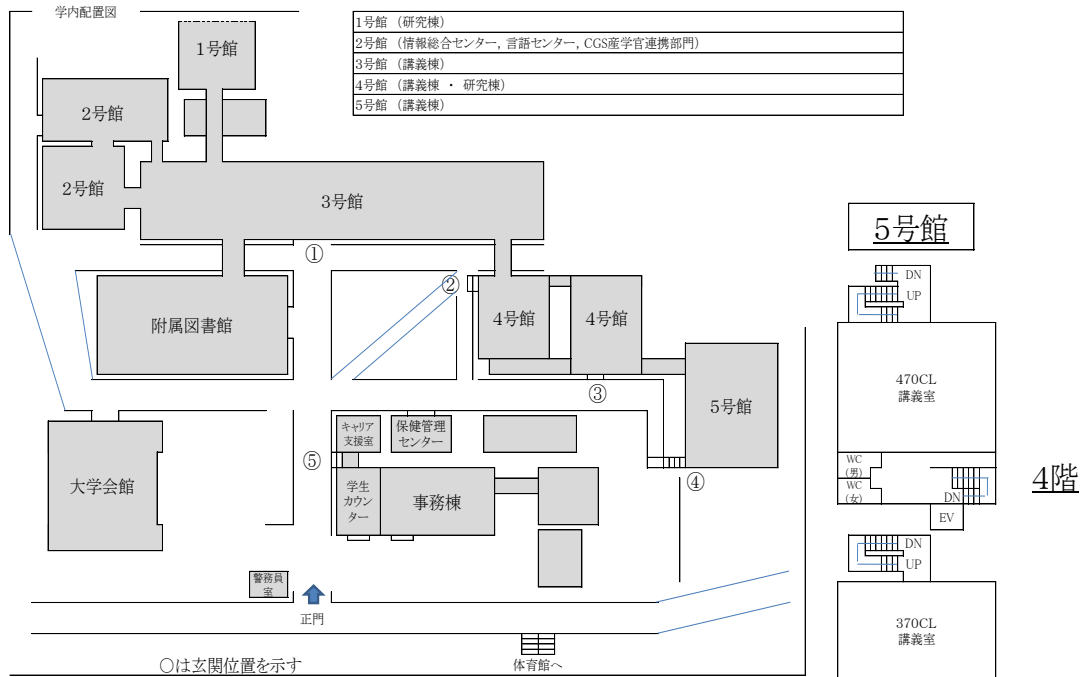 学内配置図
1号館 (研究棟)
2号館 (情報総合センター, 言語センター, CGS産学官連携部門)
3号館 (講義棟)
4号館 (講義棟 ・ 研究棟)
5号館 (講義棟)
1号館
2号館
2号館
3号館
①
②
附属図書館
4号館
4号館
③
5号館
キャリア
支援室
保健管理
センター
⑤
④
大学会館
学生
カウン
ター
事務棟
警務員
室
正門
体育館へ
○は玄関位置を示す
5号館
DN
UP
470CL
講義室
WC
(男)
WC
(女)
DN
EV
4階
DN
UP
370CL
講義室